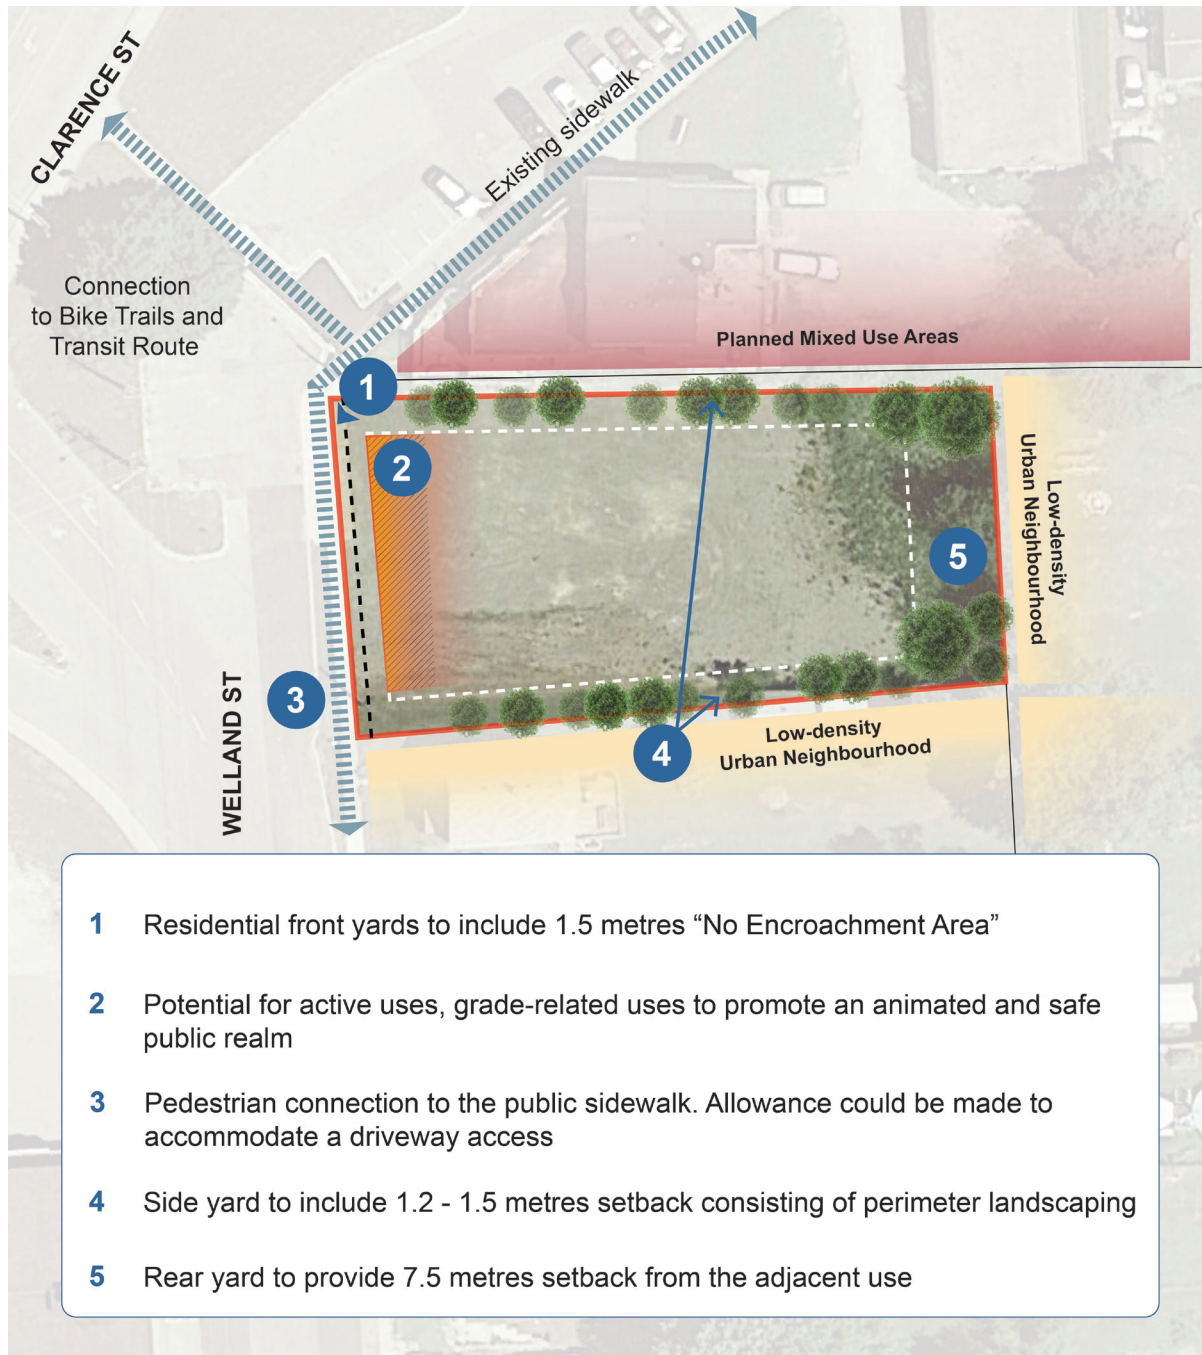 CLARENCE ST
Existing sidewalk
Connection
to Bike Trails and
Transit Route
Planned Mixed Use Areas
1
2
Low-density
Urban Neighbourhood
5
3
WELLAND ST
4
Low-density
Urban Neighbourhood
1 Residential front yards to include 1.5 metres “No Encroachment Area”
2 Potential for active uses, grade-related uses to promote an animated and safe
public realm
3 Pedestrian connection to the public sidewalk. Allowance could be made to
accommodate a driveway access
4 Side yard to include 1.2 - 1.5 metres setback consisting of perimeter landscaping
5 Rear yard to provide 7.5 metres setback from the adjacent use